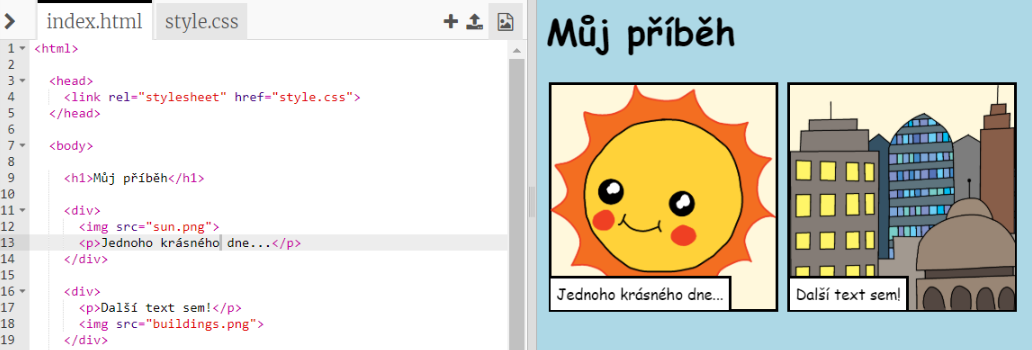 index.html style.css
1 <html>
2
3 <head>
4 <link rel="stylesheet" href="style.css">
5 </head>
6
7 <body>
8
9 <h1>Můj příběh</h1>
10
11 <div>
12 <img src="sun.png">
13 <p>Jednoho krásného dne...</p>
14 </div>
15
16 <div>
17 <p>Další text sem!</p>
18 <img src="buildings.png">
19 </div>
Můj příběh
Jednoho krásného dne...
Další text sem!